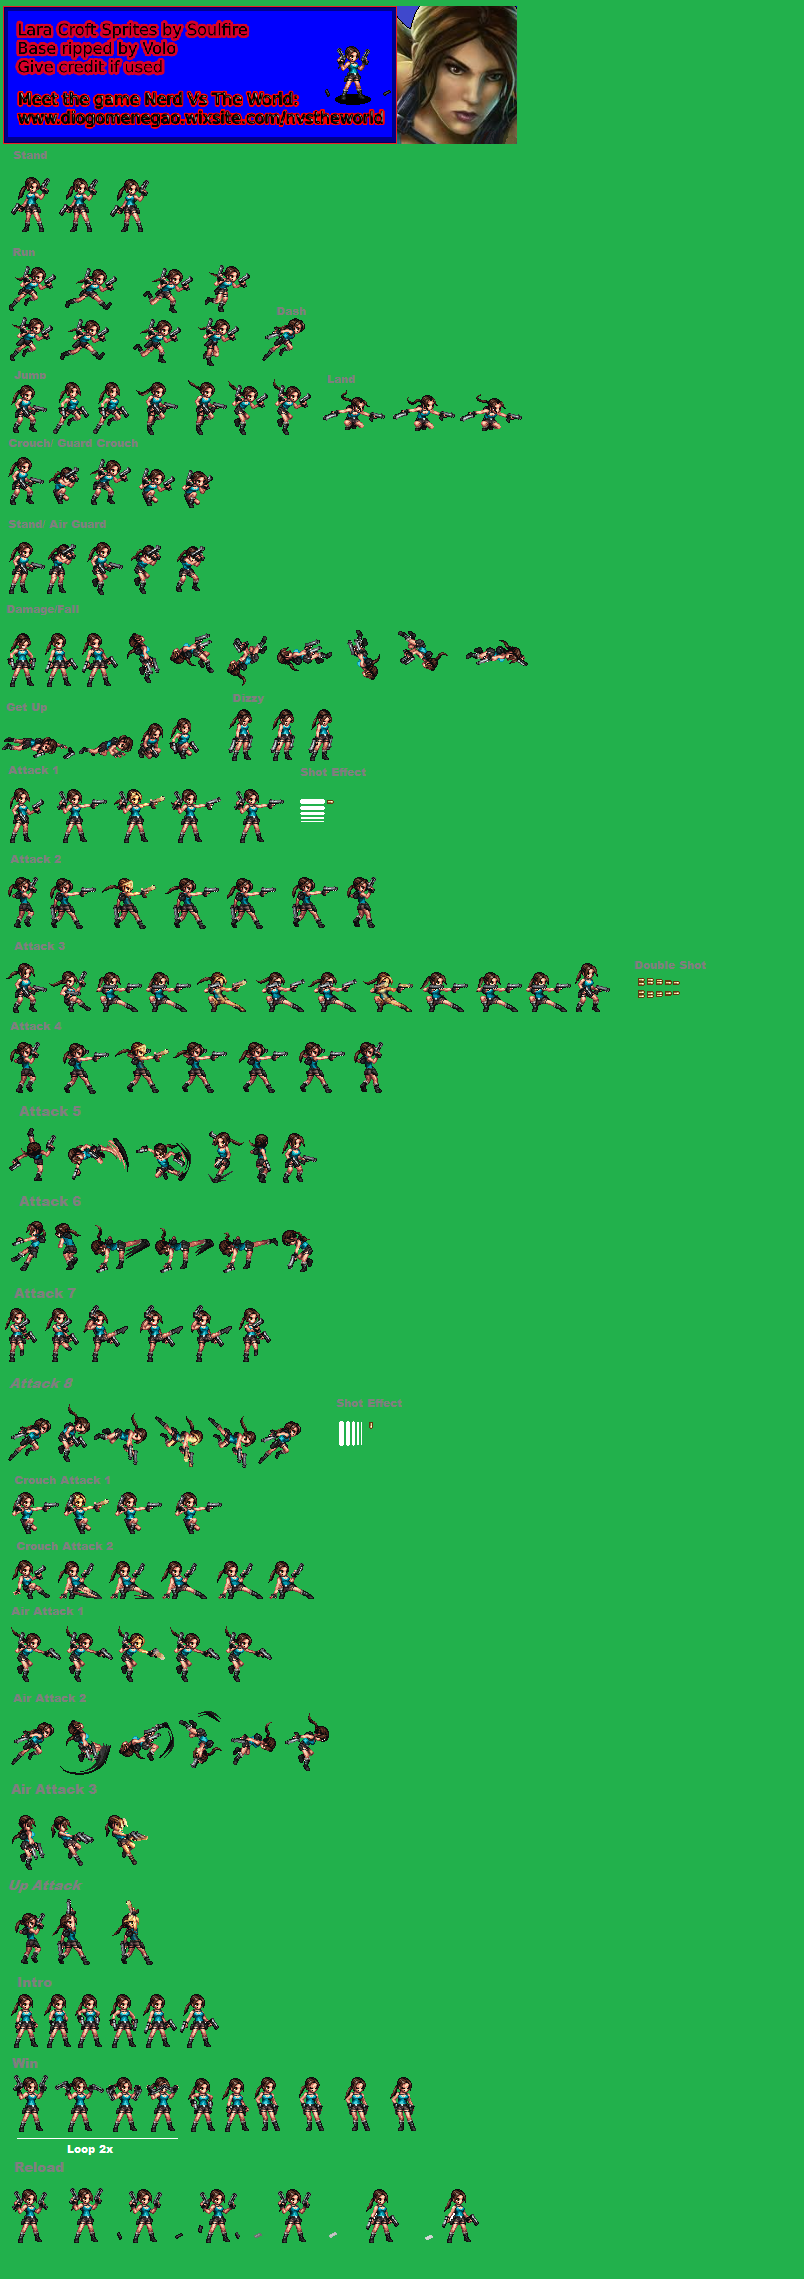 Lara Croft Sprites by Soulfire
Base ripped by Volo
Give credit if used
Meet the game Nerd Vs The World:
www.diogomenegao.wixsite.com/nvstheworld
Stand
Run
Dash
Jump
Land
Crouch/ Guard Crouch
Stand/ Air Guard
Damage/Fall
Get Up
Dizzy
Attack 1
Shot Effect
Attack 2
Attack 3
Double Shot
Attack 4
Attack 5
Attack 6
Attack 7
Attack 8
Shot Effect
Crouch Attack 1
Crouch Attack 2
Air Attack 1
Air Attack 2
Air Attack 3
Up Attack
Intro
Win
Loop 2x
Reload